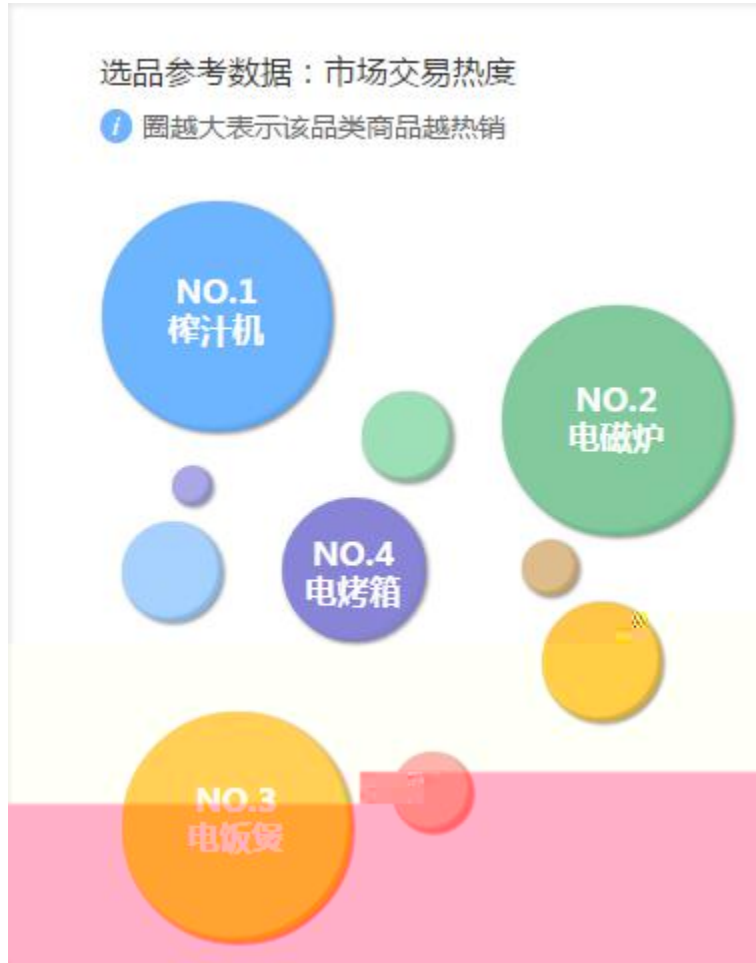 选品参考数据：市场交易热度
i 圈越大表示该品类商品越热销
NO.1
榨汁机
NO.2
电磁炉
NO.4
电烤箱
NO.3
电饭煲